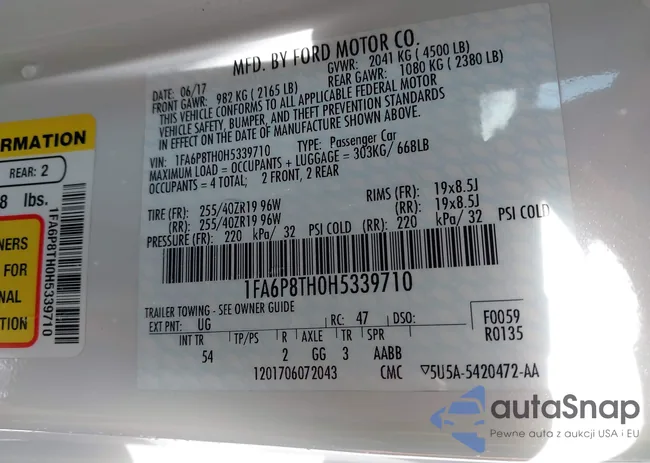 MFD. BY FORD MOTOR CO.
DATE: 06/17 GVWR: 2041 KG ( 4500 LB)
FRONT GAWR: 982 KG ( 2165 LB) REAR GAWR: 1080 KG ( 2380 LB)
THIS VEHICLE CONFORMS TO ALL APPLICABLE FEDERAL MOTOR
VEHICLE SAFETY, BUMPER, AND THEFT PREVENTION STANDARDS
IN EFFECT ON THE DATE OF MANUFACTURE SHOWN ABOVE.
VIN: 1FA6P8TH0H5339710 TYPE: Passenger Car
MAXIMUM LOAD = OCCUPANTS + LUGGAGE = 303KG/ 668LB
OCCUPANTS = 4 TOTAL; 2 FRONT, 2 REAR
TIRE (FR): 255/40ZR19 96W RIMS (FR): 19x8.5J
(RR): 255/40ZR19 96W (RR): 19x8.5J
PRESSURE (FR): 220 kPa/ 32 PSI COLD (RR): 220 kPa/ 32 PSI COLD
1FA6P8TH0H5339710
TRAILER TOWING - SEE OWNER GUIDE
EXT PNT: UG RC: 47 DSO: F0059
INT TR TP/PS R AXLE TR SPR R0135
54 2 GG 3 AABB
1201706072043 CMC 5U5A-5420472-AA
ORMATION
REAR: 2
8 lbs.
NERS
FOR
NAL
TION
1FA6P8TH0H5339710
autaSnap
Pewne auta z aukcji USA i EU